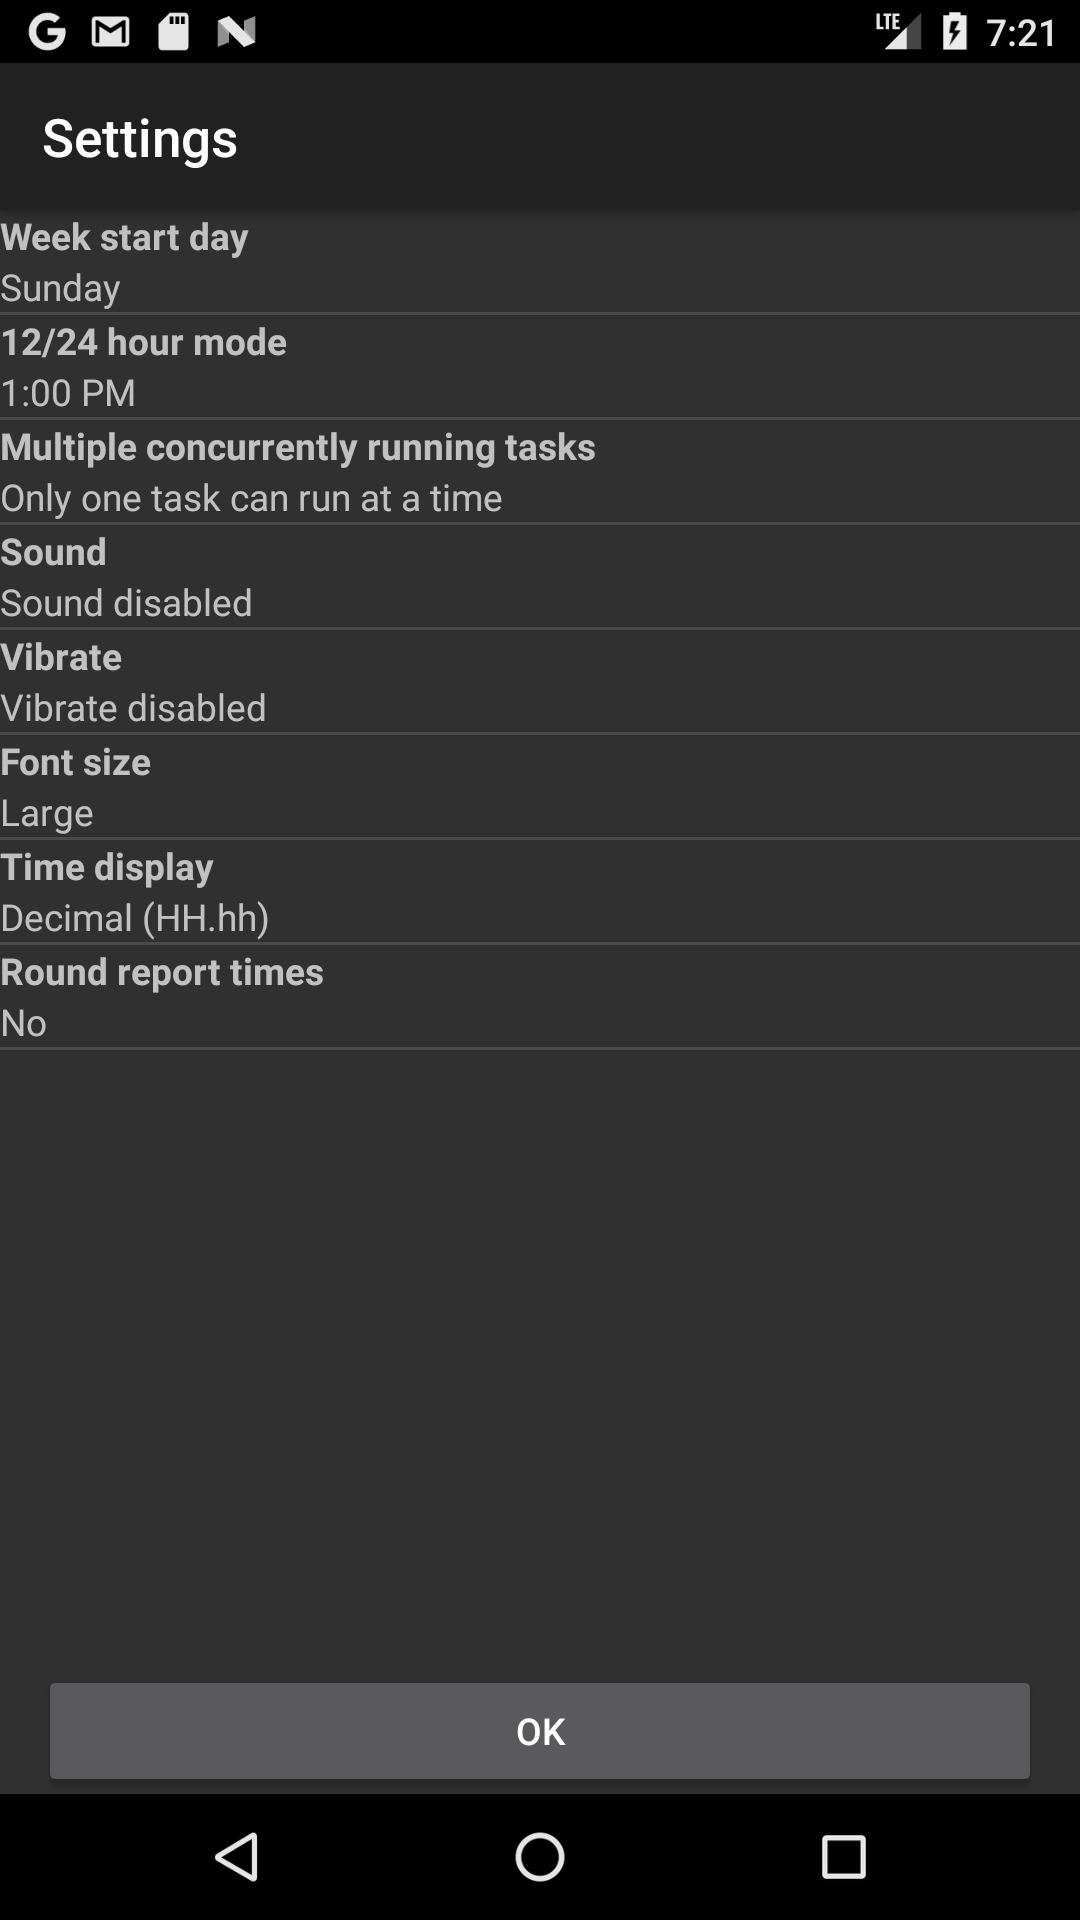 LTE 7:21
Settings
Week start day
Sunday
12/24 hour mode
1:00 PM
Multiple concurrently running tasks
Only one task can run at a time
Sound
Sound disabled
Vibrate
Vibrate disabled
Font size
Large
Time display
Decimal (HH.hh)
Round report times
No
OK